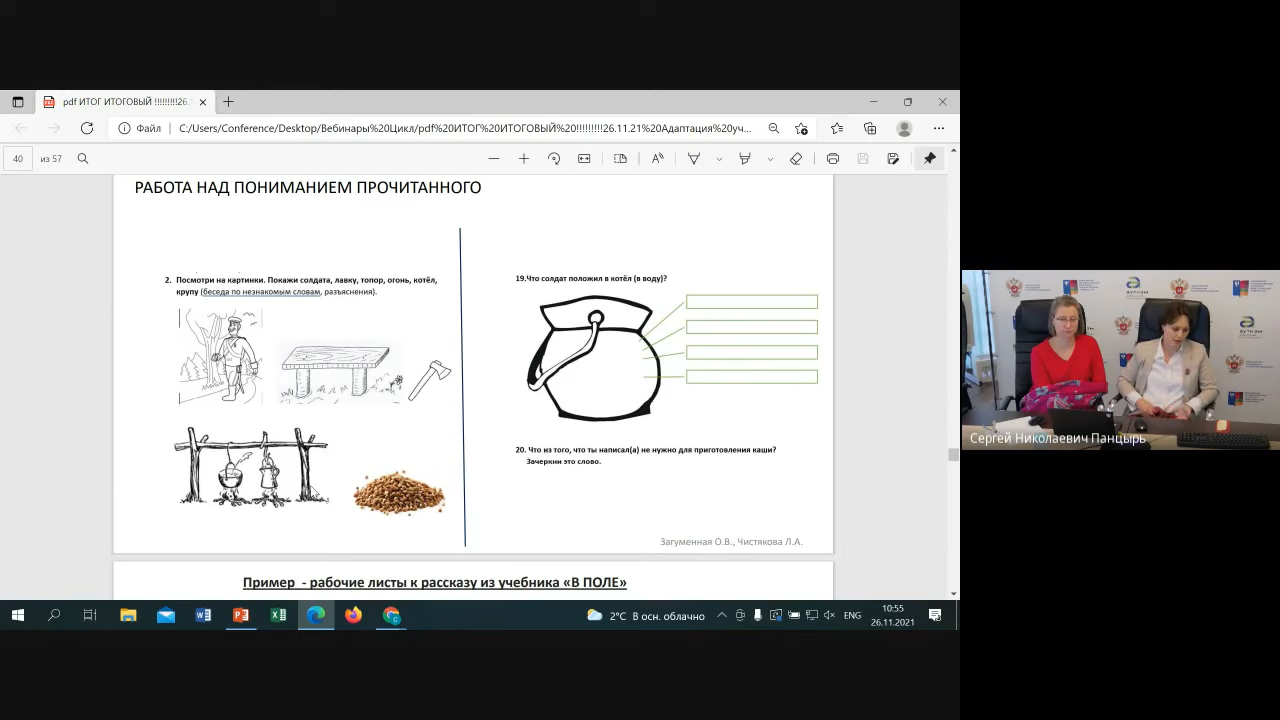 pdf ИТОГ ИТОГОВЫЙ !!!!!!!!!26.
Файл
C:/Users/Conference/Desktop/Вебинары%20Цикл/pdf%20ИТОГ%20ИТОГОВЫЙ%20!!!!!!!!!26.11.21%20Адаптация%20уч...
40 из 57
РАБОТА НАД ПОНИМАНИЕМ ПРОЧИТАННОГО
2. Посмотри на картинки. Покажи солдата, лавку, топор, огонь, котёл,
крупу (беседа по незнакомым словам, разъяснения).
19.Что солдат положил в котёл (в воду)?
20. Что из того, что ты написал(а) не нужно для приготовления каши?
Зачеркни это слово.
Загуменная О.В., Чистякова Л.А.
Пример - рабочие листы к рассказу из учебника «В ПОЛЕ»
Сергей Николаевич Панцырь
2°C В осн. облачно
ENG
10:55
26.11.2021